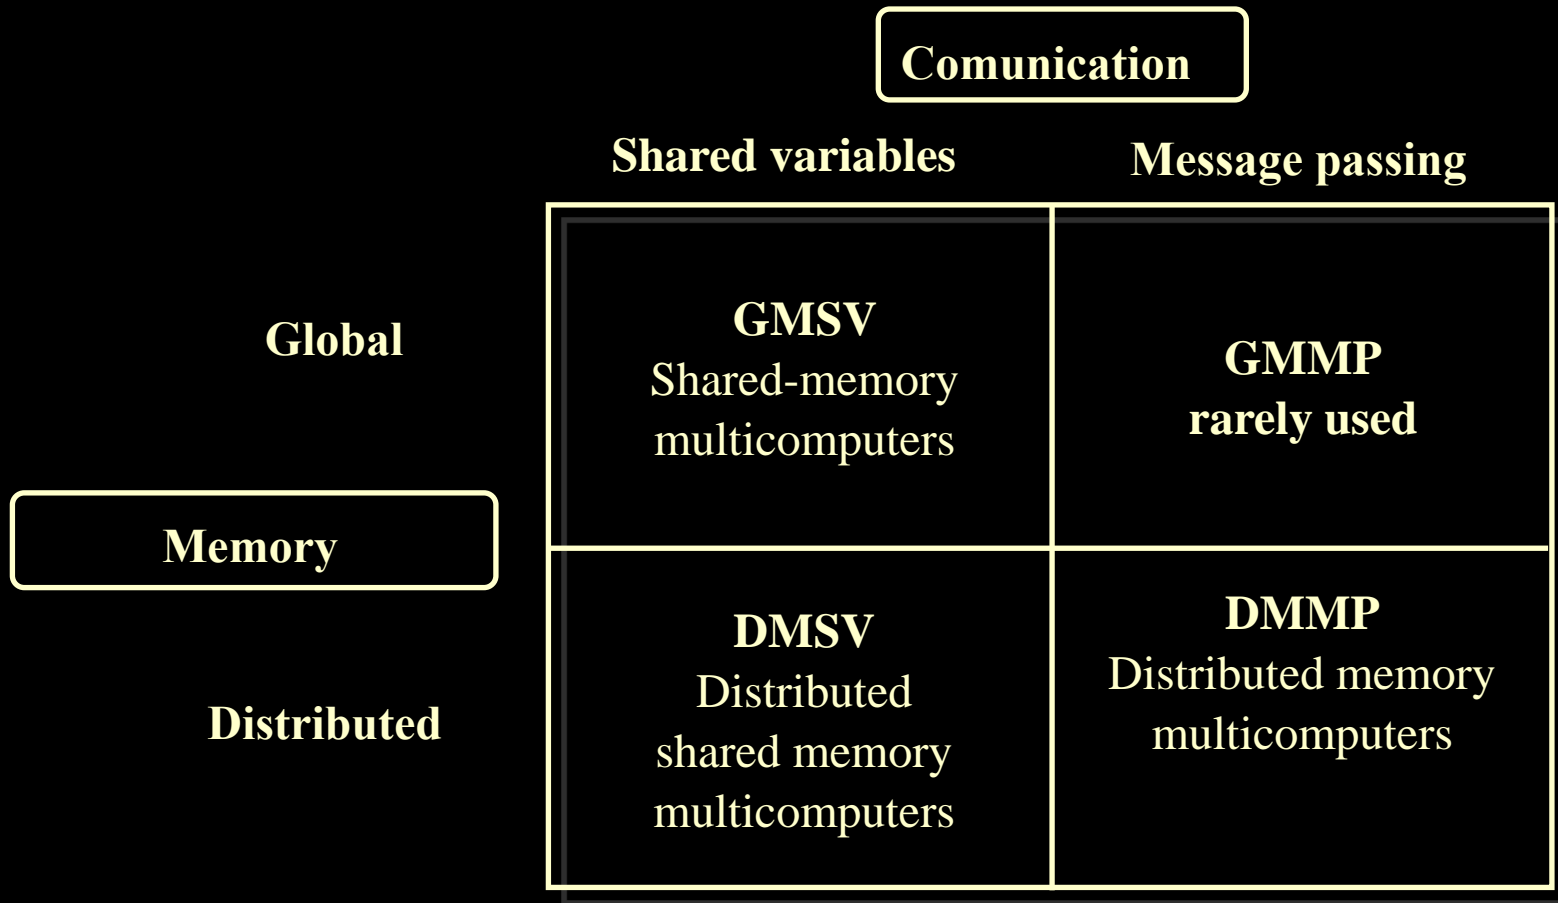 Comunication
Shared variables
Message passing
Global
GMSV
Shared-memory
multicomputers
GMMP
rarely used
Memory
Distributed
DMSV
Distributed
shared memory
multicomputers
DMMP
Distributed memory
multicomputers